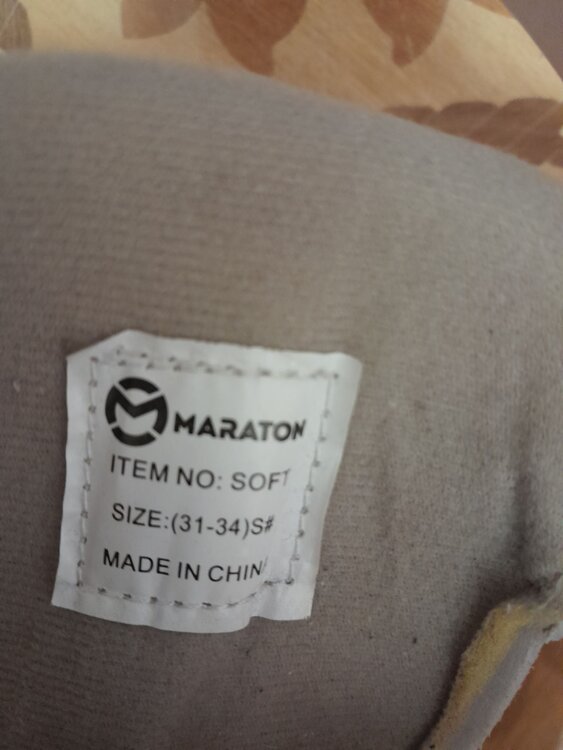 MARATON
ITEM NO: SOFT
SIZE:(31-34)S#
MADE IN CHINA